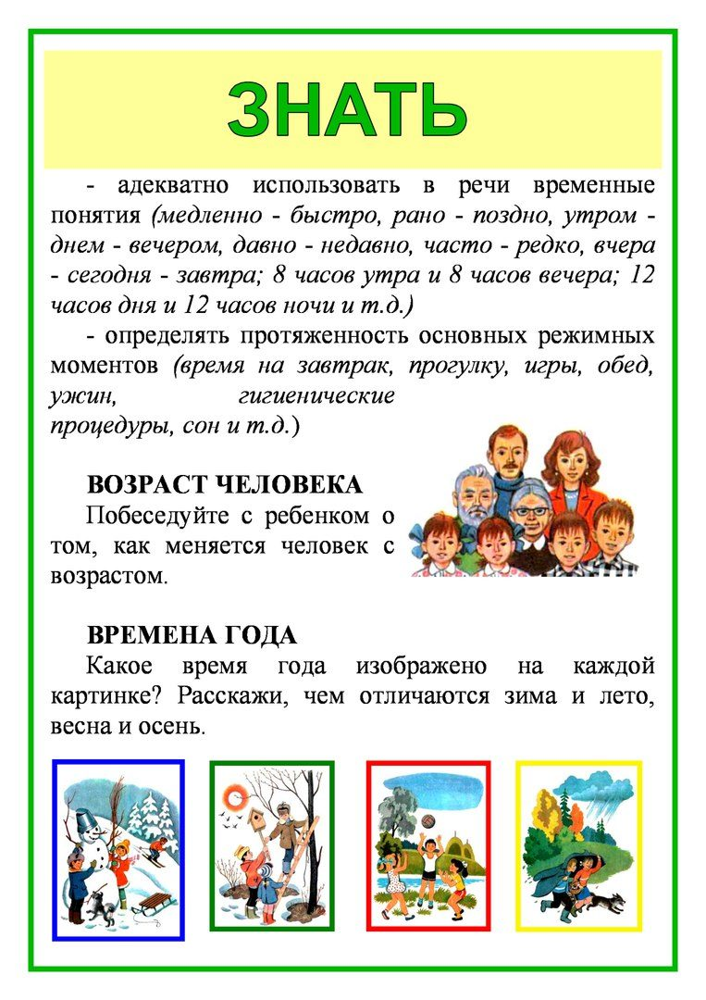 ЗНАТЬ
- адекватно использовать в речи временные
понятия (медленно - быстро, рано - поздно, утром -
днем - вечером, давно - недавно, часто - редко, вчера
- сегодня - завтра; 8 часов утра и 8 часов вечера; 12
часов дня и 12 часов ночи и т.д.)
- определять протяженность основных режимных
моментов (время на завтрак, прогулку, игры, обед,
ужин, гигиенические
процедуры, сон и т.д.)
ВОЗРАСТ ЧЕЛОВЕКА
Побеседуйте с ребенком о
том, как меняется человек с
возрастом.
ВРЕМЕНА ГОДА
Какое время года изображено на каждой
картинке? Расскажи, чем отличаются зима и лето,
весна и осень.